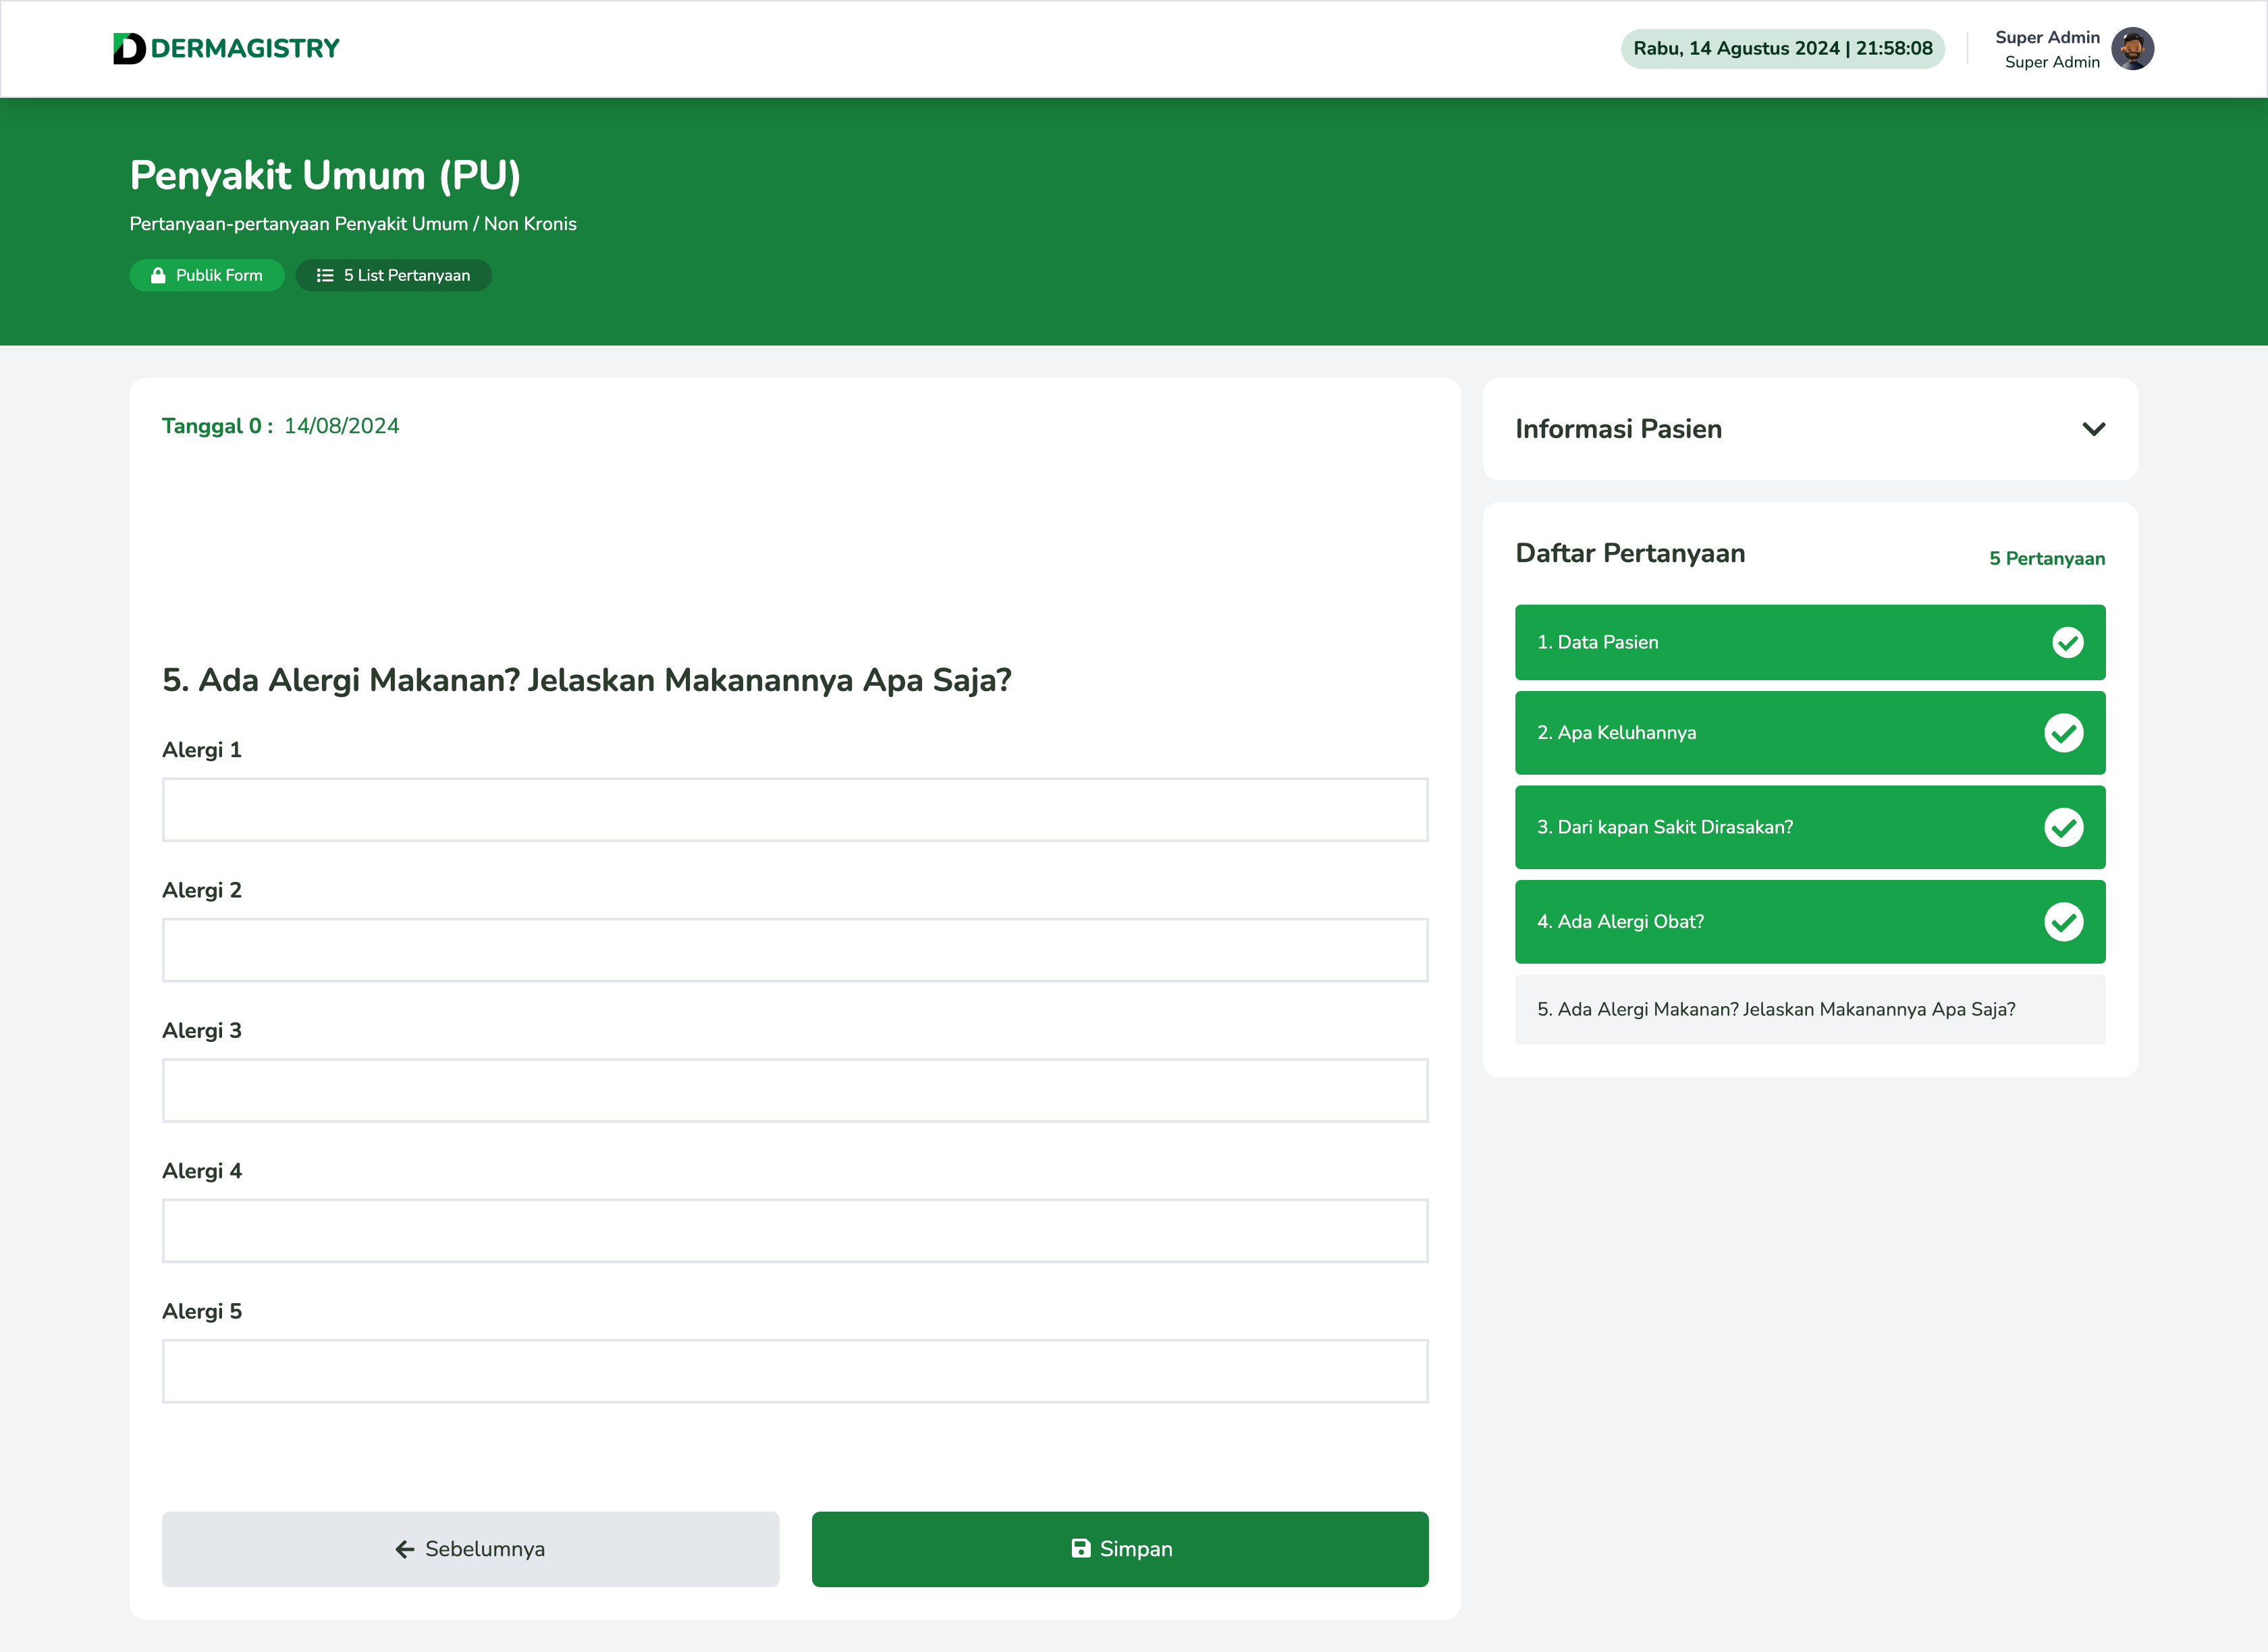 DERMAGISTRY
Rabu, 14 Agustus 2024 | 21:58:08
Super Admin
Super Admin
Penyakit Umum (PU)
Pertanyaan-pertanyaan Penyakit Umum / Non Kronis
Publik Form
5 List Pertanyaan
Tanggal 0 : 14/08/2024
5. Ada Alergi Makanan? Jelaskan Makanannya Apa Saja?
Alergi 1
Alergi 2
Alergi 3
Alergi 4
Alergi 5
Sebelumnya
Simpan
Informasi Pasien
Daftar Pertanyaan
5 Pertanyaan
1. Data Pasien
2. Apa Keluhannya
3. Dari kapan Sakit Dirasakan?
4. Ada Alergi Obat?
5. Ada Alergi Makanan? Jelaskan Makanannya Apa Saja?